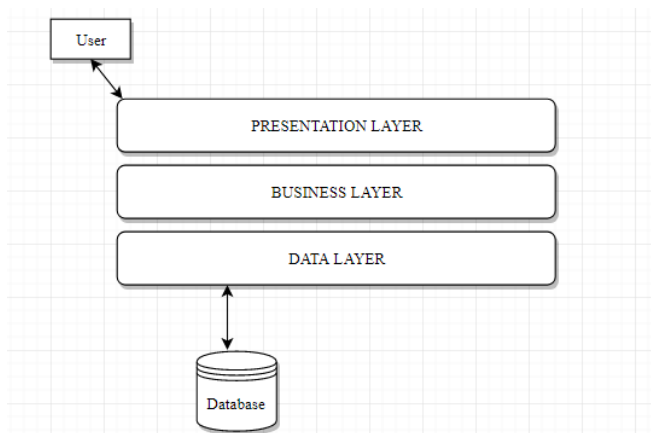 User
PRESENTATION LAYER
BUSINESS LAYER
DATA LAYER
Database